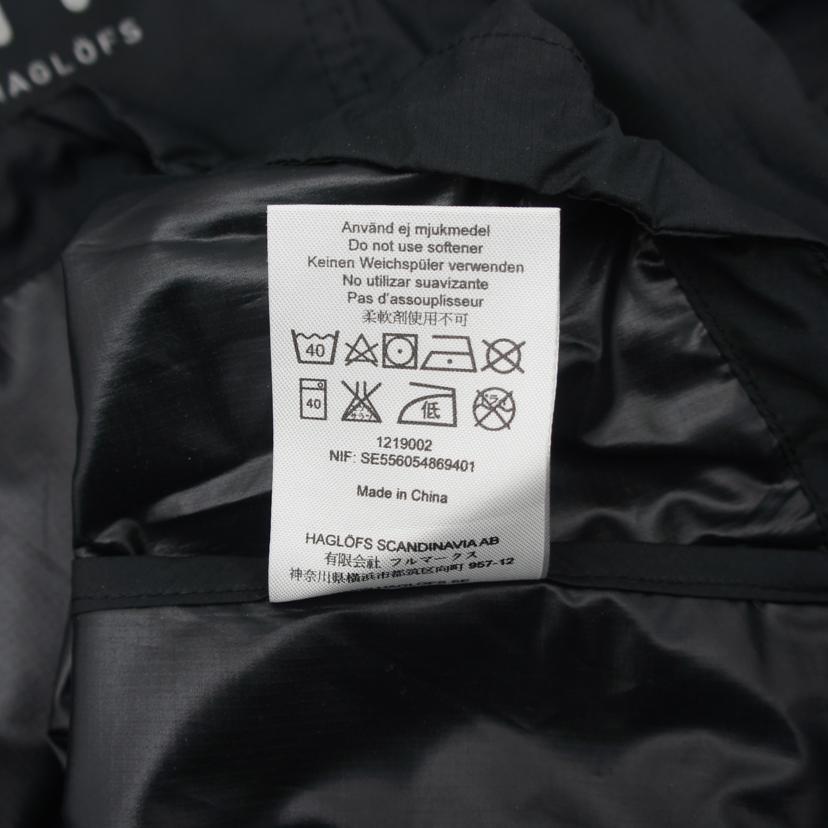 HAGLÖFS
Använd ej mjukmedel
Do not use softener
Keinen Weichspüler verwenden
No utilizar suavizante
Pas d'assouplisseur
柔軟剤使用不可
40
40 低
1219002
NIF: SE556054869401
Made in China
HAGLÖFS SCANDINAVIA AB
有限会社 フルマークス
神奈川県横浜市都筑区向町 957-12